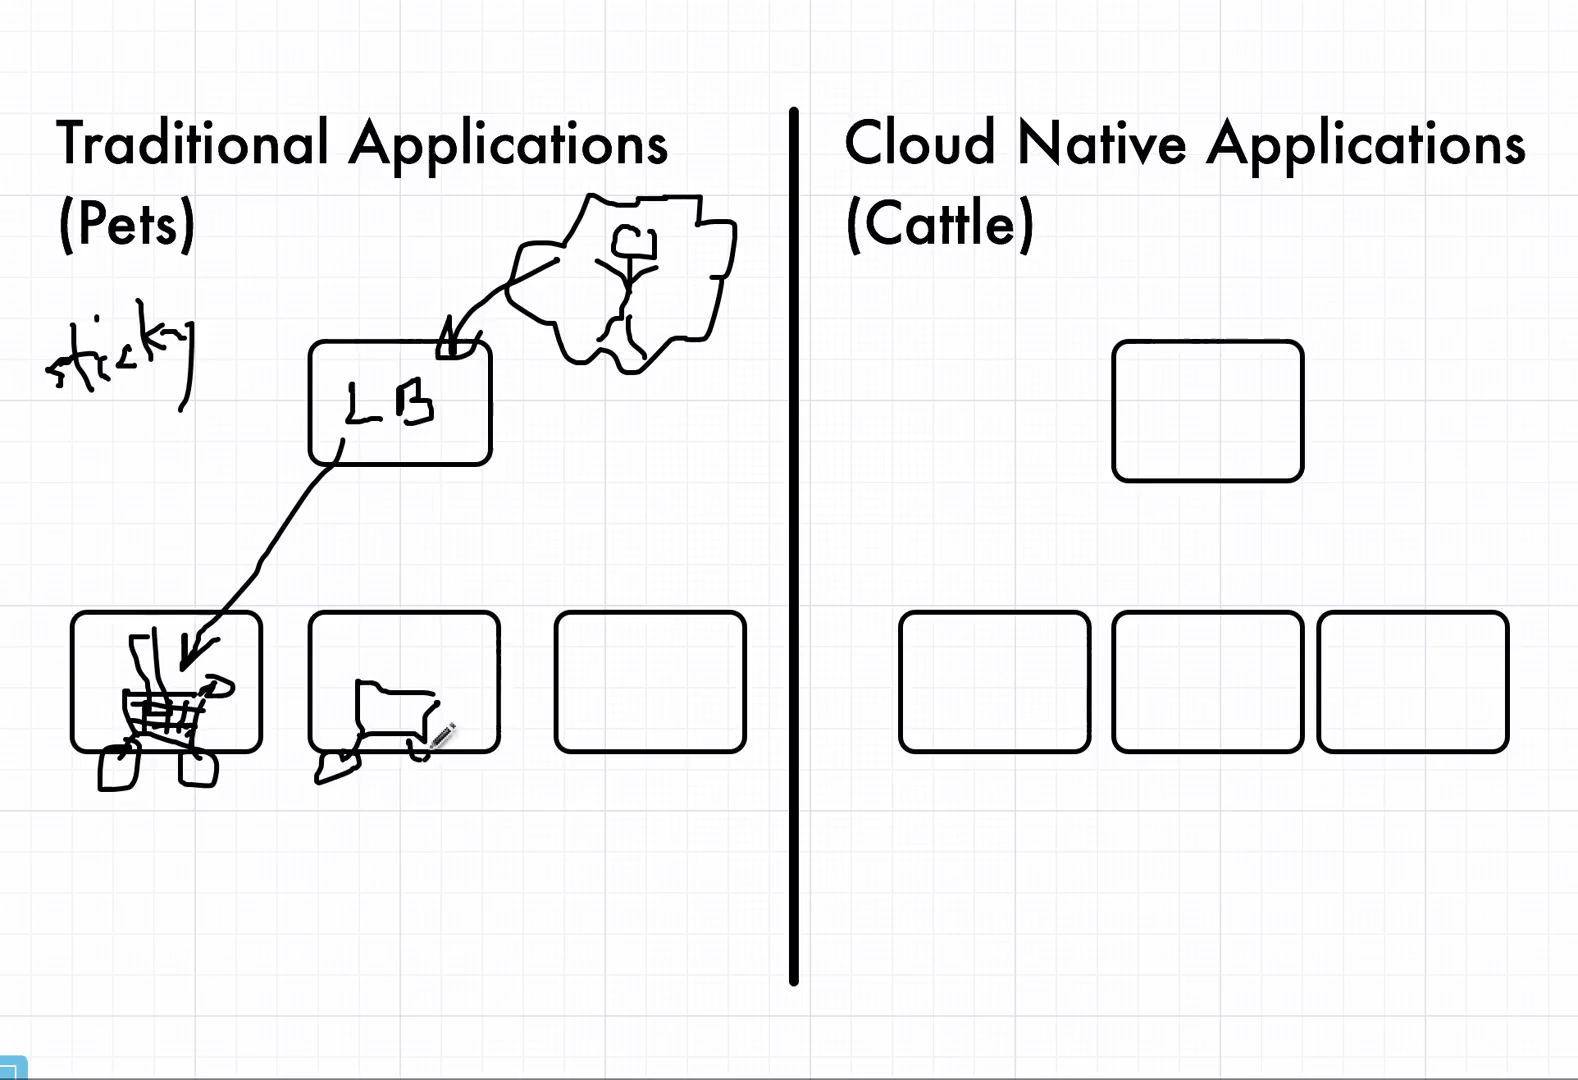 Traditional Applications
(Pets)
sticky
LB
Cloud Native Applications
(Cattle)